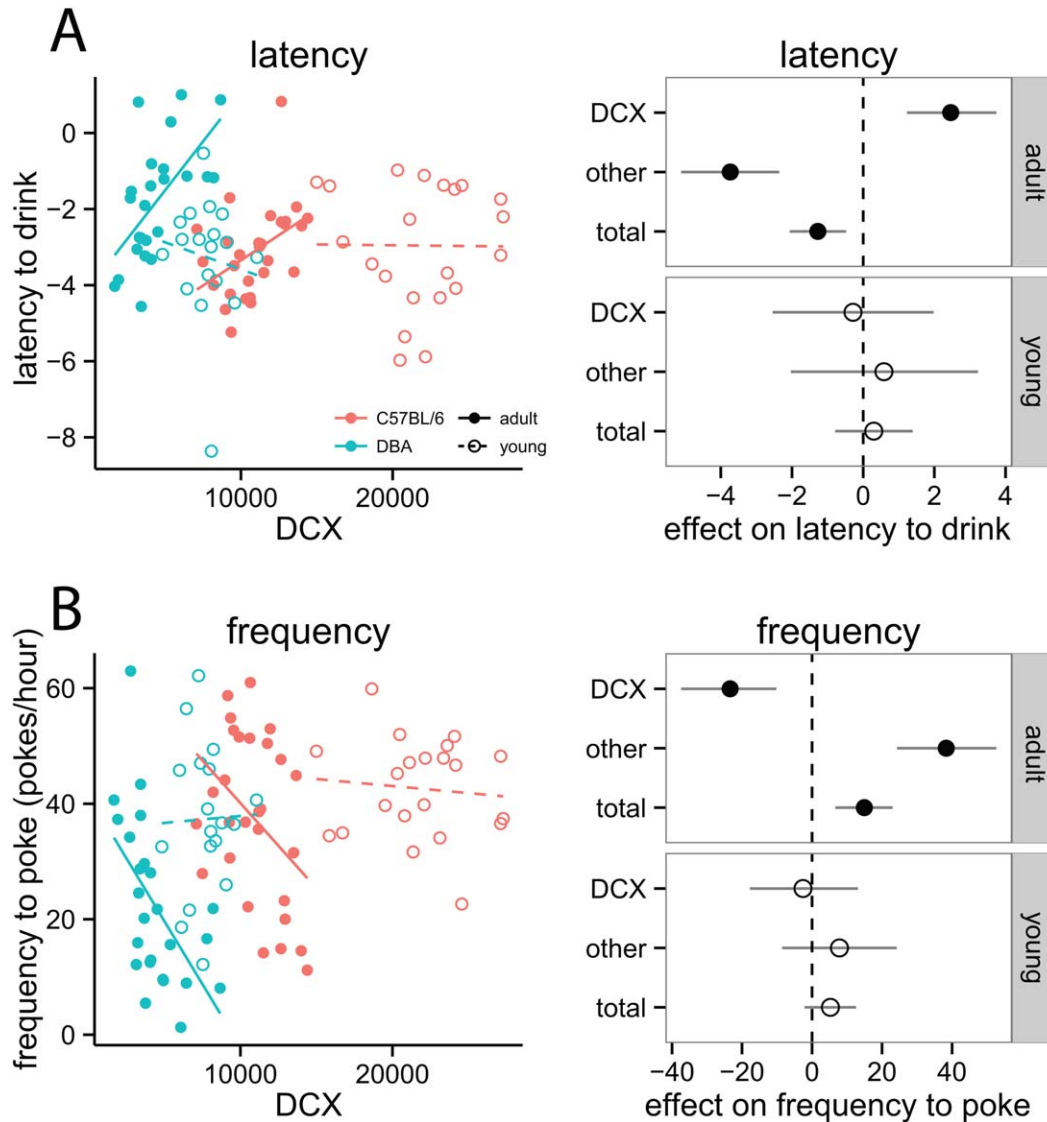 A
latency
latency to drink
0
−2
−4
−6
−8
C57BL/6
adult
DBA
young
10000
20000
DCX
latency
DCX
other
total
adult
DCX
other
total
young
−4
−2
0
2
4
effect on latency to drink
B
frequency
frequency to poke (pokes/hour)
60
40
20
0
10000
20000
DCX
frequency
DCX
other
total
adult
DCX
other
total
young
−40
−20
0
20
40
effect on frequency to poke